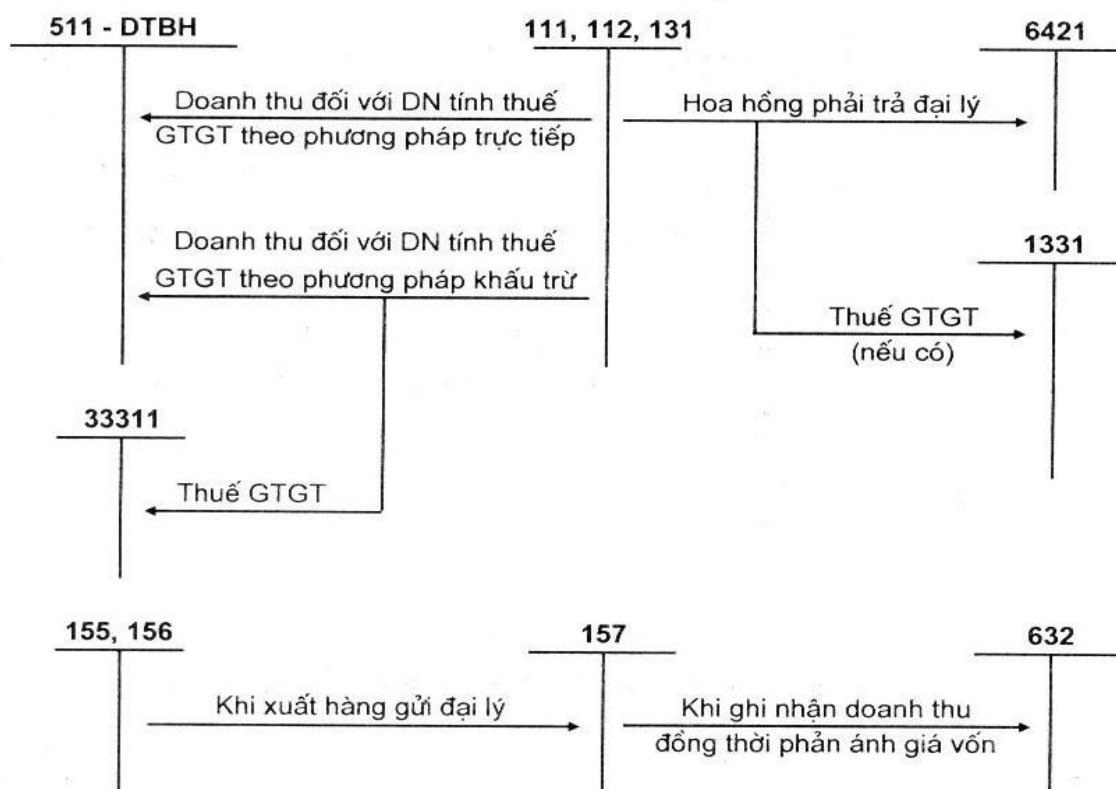 511 - DTBH
111, 112, 131
6421
Doanh thu đối với DN tính thuế
GTGT theo phương pháp trực tiếp
Hoa hồng phải trả đại lý
Doanh thu đối với DN tính thuế
GTGT theo phương pháp khấu trừ
1331
Thuế GTGT
(nếu có)
33311
Thuế GTGT
155, 156
157
632
Khi xuất hàng gửi đại lý
Khi ghi nhận doanh thu
đồng thời phản ánh giá vốn